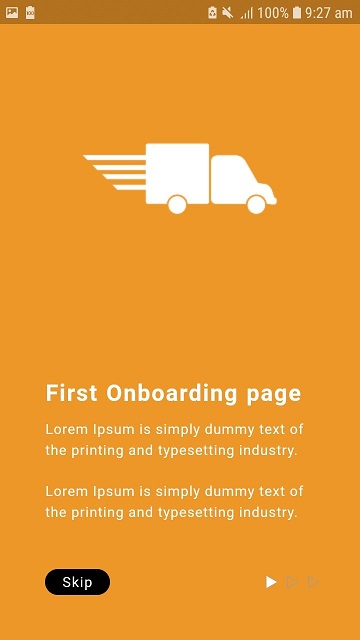 100% 9:27 am
First Onboarding page
Lorem Ipsum is simply dummy text of
the printing and typesetting industry.
Lorem Ipsum is simply dummy text of
the printing and typesetting industry.
Skip